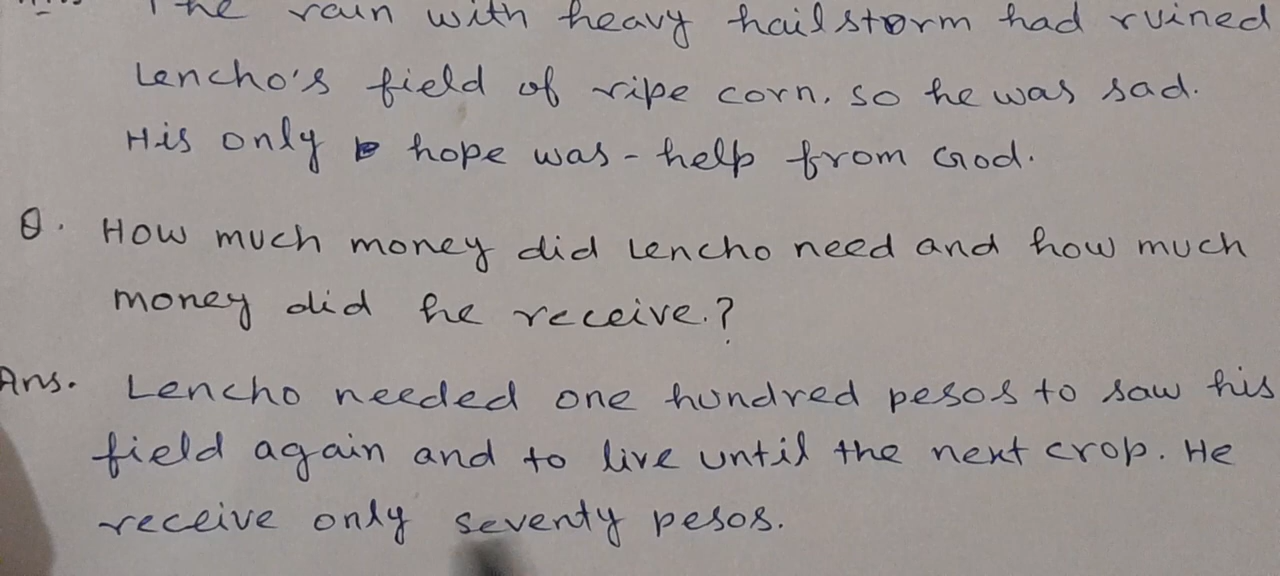 The rain with heavy hailstorm had ruined
Lencho's field of ripe corn. so he was sad.
His only hope was - help from God.
Q. How much money did Lencho need and how much
money did he receive.?
Ans. Lencho needed one hundred pesos to saw his
field again and to live until the next crop. He
receive only seventy pesos.